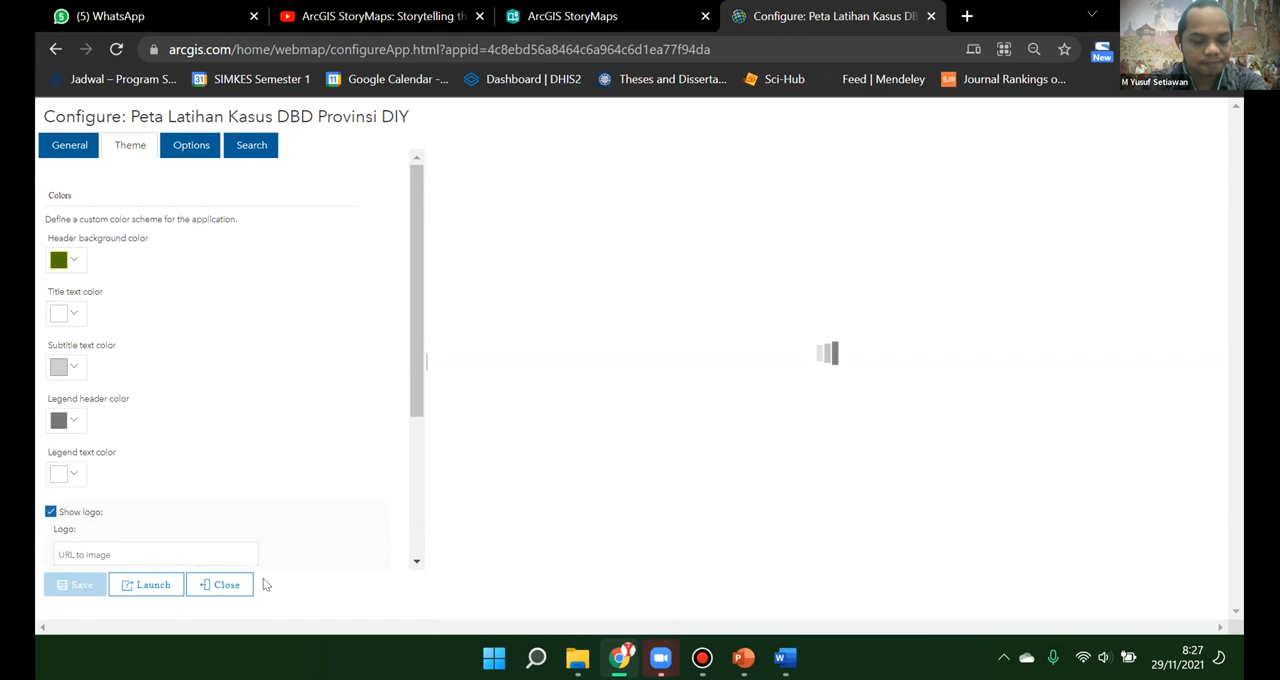 (5) WhatsApp
ArcGIS StoryMaps: Storytelling th
ArcGIS StoryMaps
Configure: Peta Latihan Kasus DB
arcgis.com/home/webmap/configureApp.html?appid=4c8ebd56a8464c6a964c6d1ea77f94da
Jadwal – Program S...
SIMKES Semester 1
Google Calendar -...
Dashboard | DHIS2
Theses and Disserta...
Sci-Hub
Feed | Mendeley
Journal Rankings o...
New
M Yusuf Setiawan
Configure: Peta Latihan Kasus DBD Provinsi DIY
General
Theme
Options
Search
Colors
Define a custom color scheme for the application.
Header background color
Title text color
Subtitle text color
Legend header color
Legend text color
Show logo:
Logo:
URL to image
Save
Launch
Close
8:27
29/11/2021